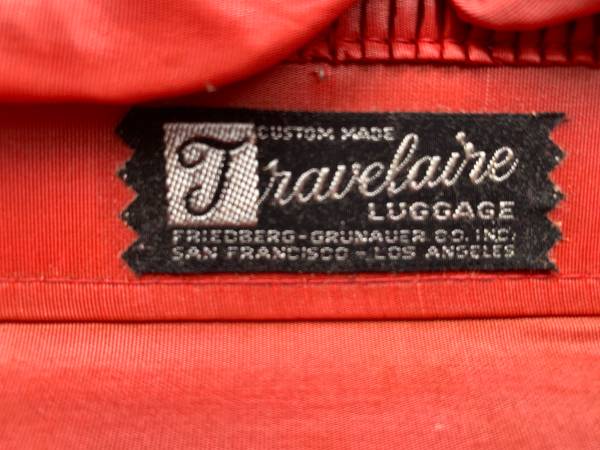 CUSTOM MADE
Travelaire
LUGGAGE
FRIEDBERG-GRUNAUER CO. INC.
SAN FRANCISCO - LOS ANGELES